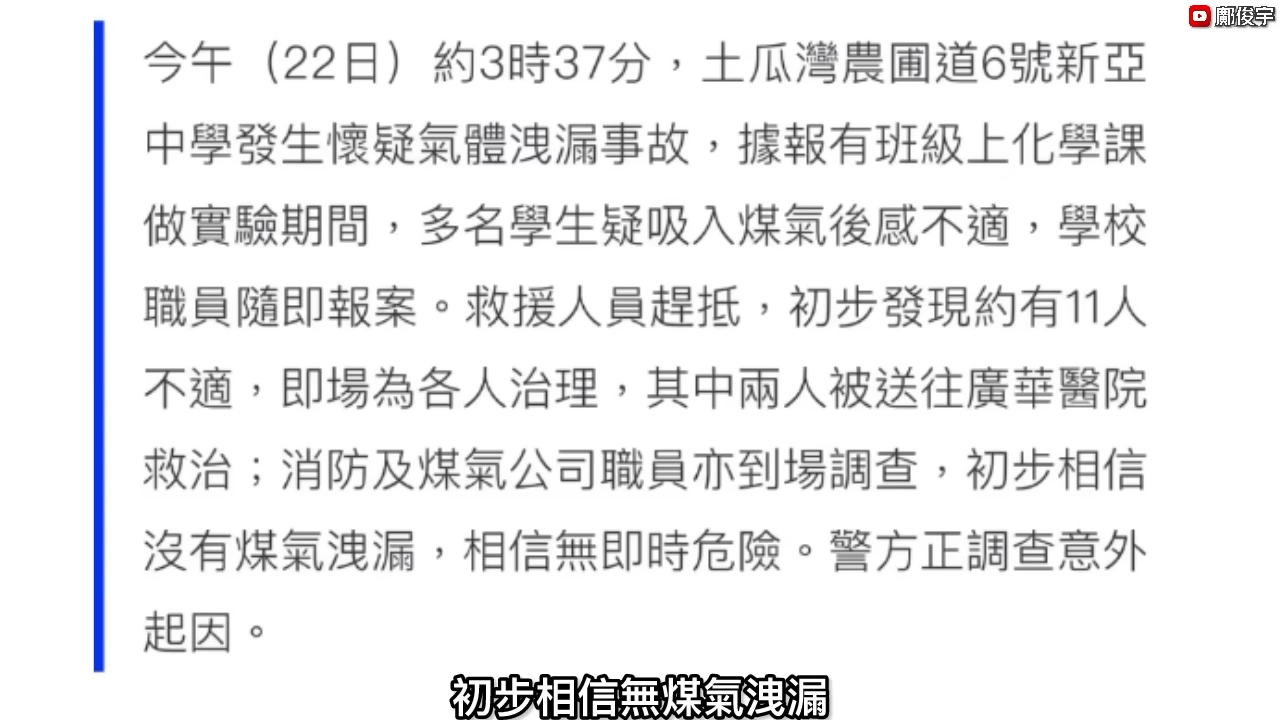 鄺俊宇
今午（22日）約3時37分，土瓜灣農圃道6號新亞
中學發生懷疑氣體洩漏事故，據報有班級上化學課
做實驗期間，多名學生疑吸入煤氣後感不適，學校
職員隨即報案。救援人員趕抵，初步發現約有11人
不適，即場為各人治理，其中兩人被送往廣華醫院
救治；消防及煤氣公司職員亦到場調查，初步相信
沒有煤氣洩漏，相信無即時危險。警方正調查意外
起因。
初步相信無煤氣洩漏